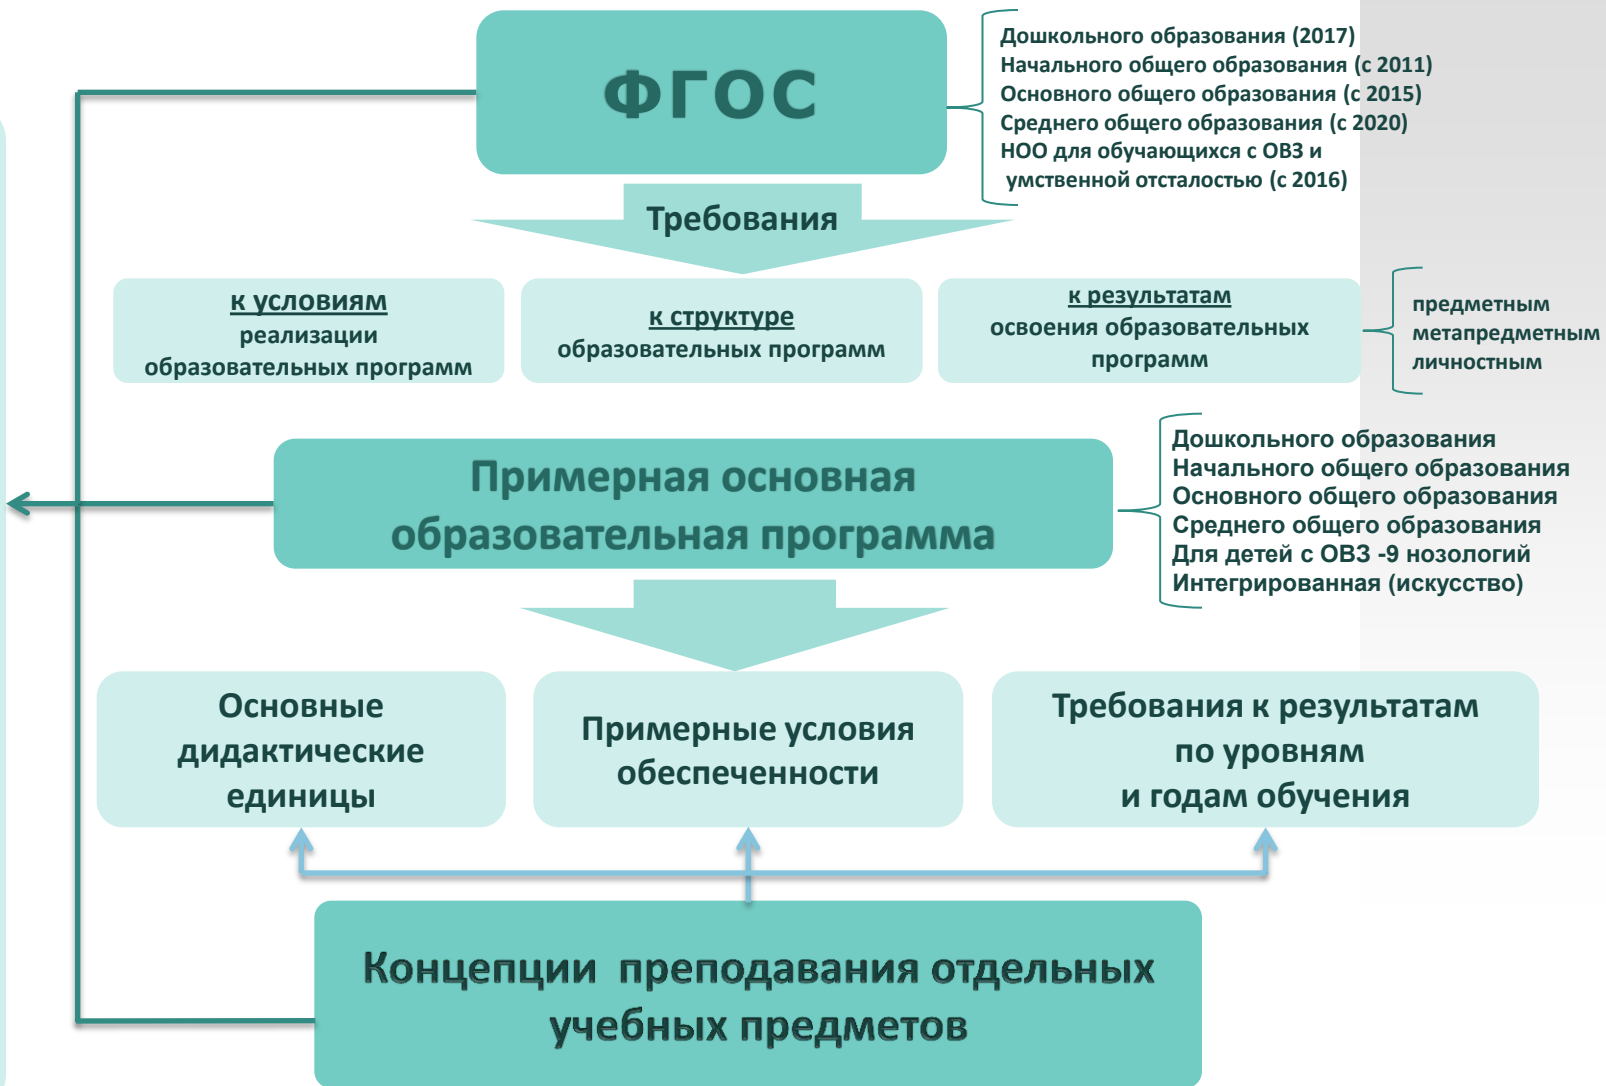 ФГОС
Дошкольного образования (2017)
Начального общего образования (с 2011)
Основного общего образования (с 2015)
Среднего общего образования (с 2020)
НОО для обучающихся с ОВЗ и
умственной отсталостью (с 2016)
Требования
к условиям
реализации
образовательных программ
к структуре
образовательных программ
к результатам
освоения образовательных
программ
предметным
метапредметным
личностным
Примерная основная
образовательная программа
Дошкольного образования
Начального общего образования
Основного общего образования
Среднего общего образования
Для детей с ОВЗ -9 нозологий
Интегрированная (искусство)
Основные
дидактические
единицы
Примерные условия
обеспеченности
Требования к результатам
по уровням
и годам обучения
Концепции преподавания отдельных
учебных предметов